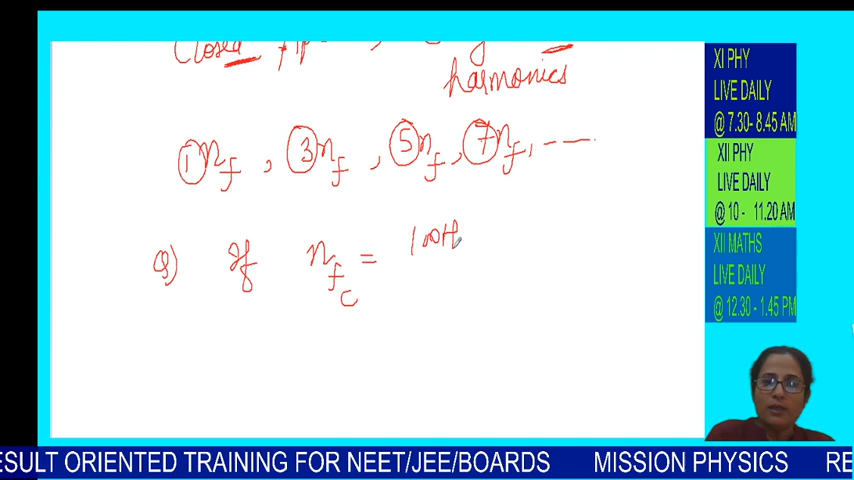 Closed
harmonics
1nf, 3nf, 5nf, 7nf, ----
Q) If nfc = 100H
XI PHY
LIVE DAILY
@ 7.30- 8.45 AM
XII PHY
LIVE DAILY
@ 10 - 11.20 AM
XII MATHS
LIVE DAILY
@ 12.30 - 1.45 PM
ESULT ORIENTED TRAINING FOR NEET/JEE/BOARDS MISSION PHYSICS RE